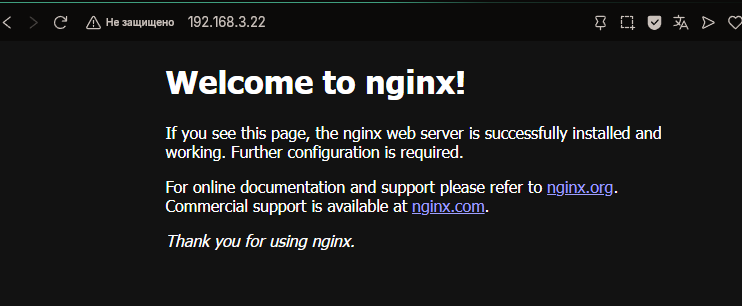 Не защищено 192.168.3.22
Welcome to nginx!
If you see this page, the nginx web server is successfully installed and
working. Further configuration is required.
For online documentation and support please refer to nginx.org.
Commercial support is available at nginx.com.
Thank you for using nginx.